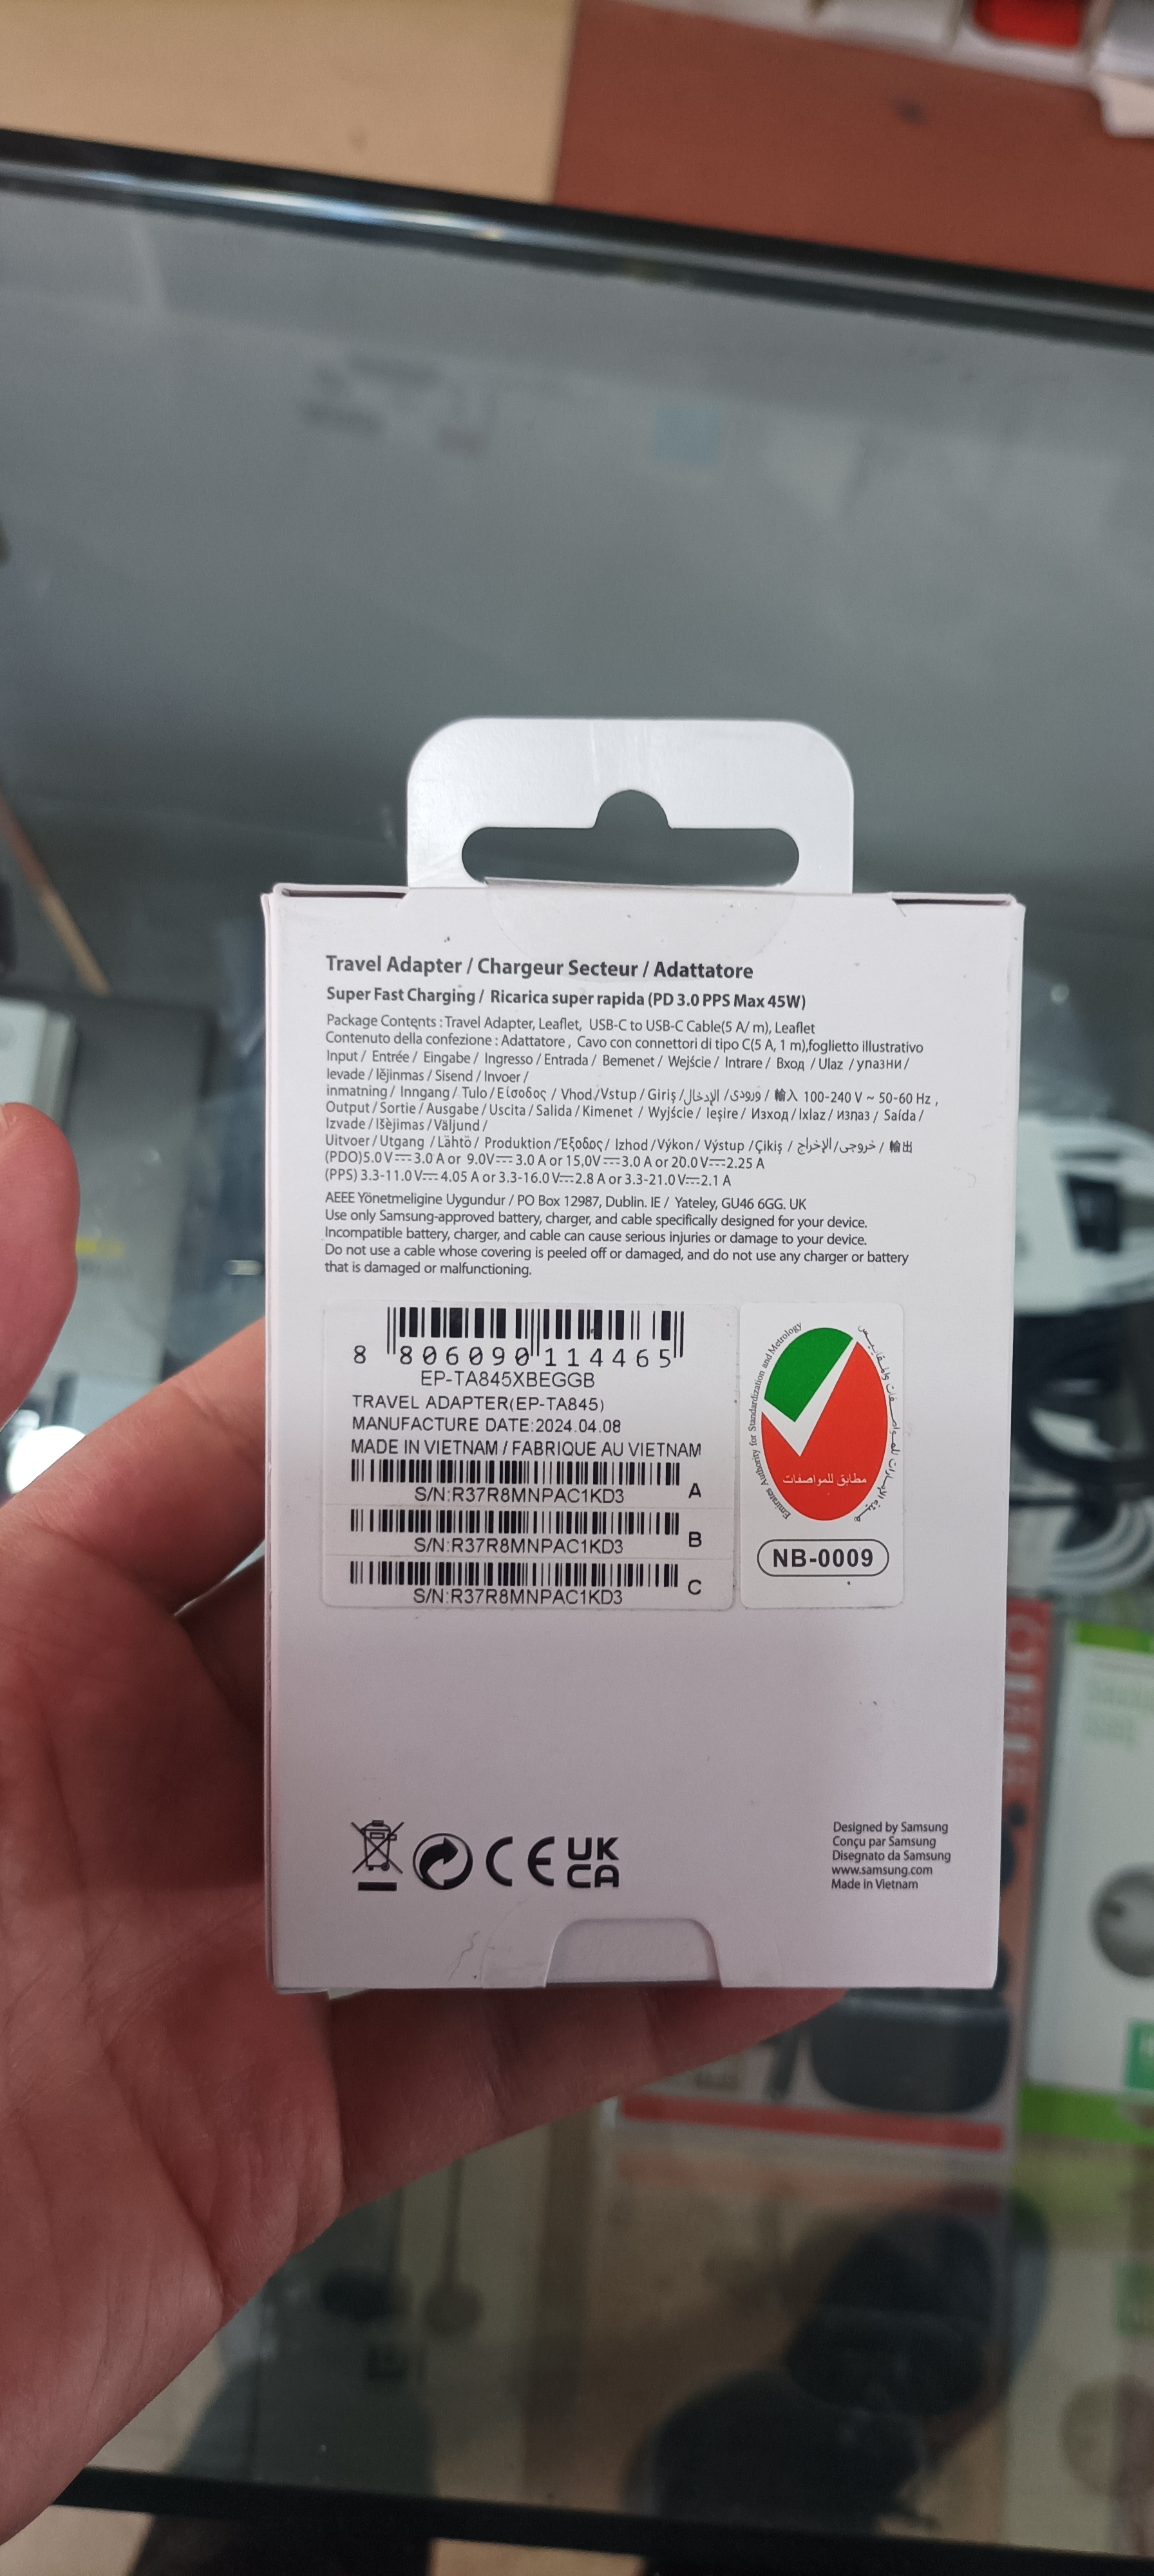 Travel Adapter / Chargeur Secteur / Adattatore
Super Fast Charging / Ricarica super rapida (PD 3.0 PPS Max 45W)
Package Contents : Travel Adapter, Leaflet, USB-C to USB-C Cable(5 A/ m), Leaflet
Contenuto della confezione : Adattatore , Cavo con connettori di tipo C(5 A, 1 m),foglietto illustrativo
Input / Entrée / Eingabe / Ingresso / Entrada / Bemenet / Wejście / Intrare / Вход / Ulaz / упазни /
Ievade / Iėjinmas / Sisend / Invoer /
inmatning / Inngang / Tulo / Είσοδος / Vhod /Vstup / Giriş /الإدخال /ورودی / 輸入 100-240 V ~ 50-60 Hz ,
Output / Sortie / Ausgabe / Uscita / Salida / Kimenet / Wyjście / Ieşire / Изход / Ixlaz / излаз / Saída /
Izvade / Išėjimas / Väljund /
Uitvoer / Utgang / Lähtö / Produktion /Έξοδος/ Izhod /Výkon/ Výstup /Çikiş / خروجی/الإخراج / 輸出
(PDO)5.0 V⎓3.0 A or 9.0V⎓3.0 A or 15,0V⎓3.0 A or 20.0 V⎓2.25 A
(PPS) 3.3-11.0 V⎓4.05 A or 3.3-16.0 V⎓2.8 A or 3.3-21.0 V⎓2.1 A
AEEE Yönetmeligine Uygundur / PO Box 12987, Dublin. IE / Yateley, GU46 6GG. UK
Use only Samsung-approved battery, charger, and cable specifically designed for your device.
Incompatible battery, charger, and cable can cause serious injuries or damage to your device.
Do not use a cable whose covering is peeled off or damaged, and do not use any charger or battery
that is damaged or malfunctioning.
8 806090 114465
EP-TA845XBEGGB
TRAVEL ADAPTER(EP-TA845)
MANUFACTURE DATE:2024.04.08
MADE IN VIETNAM / FABRIQUE AU VIETNAM
A
S/N:R37R8MNPAC1KD3
B
S/N:R37R8MNPAC1KD3
C
S/N:R37R8MNPAC1KD3
Emirates Authority for Standardization and Metrology
هيئة الإمارات للمواصفات والمقاييس
مطابق للمواصفات
NB-0009
CE
UK
CA
Designed by Samsung
Conçu par Samsung
Disegnato da Samsung
www.samsung.com
Made in Vietnam